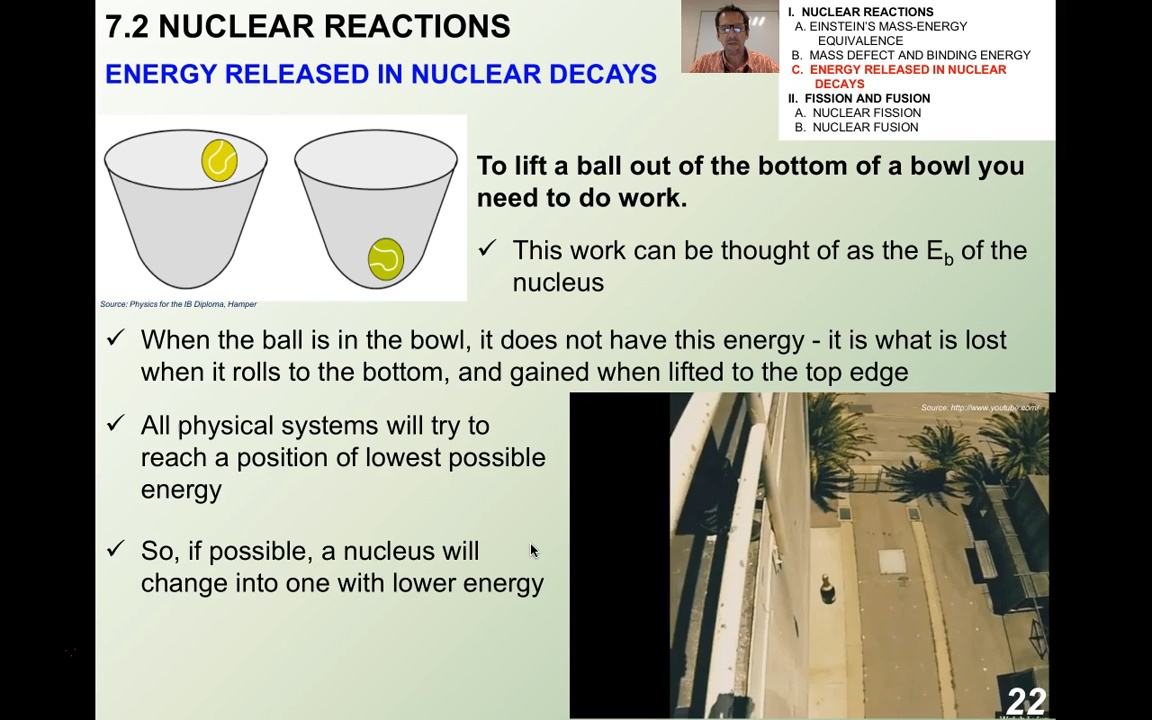 7.2 NUCLEAR REACTIONS
ENERGY RELEASED IN NUCLEAR DECAYS
I. NUCLEAR REACTIONS
A. EINSTEIN'S MASS-ENERGY
EQUIVALENCE
B. MASS DEFECT AND BINDING ENERGY
C. ENERGY RELEASED IN NUCLEAR
DECAYS
II. FISSION AND FUSION
A. NUCLEAR FISSION
B. NUCLEAR FUSION
To lift a ball out of the bottom of a bowl you
need to do work.
✓ This work can be thought of as the Eb of the
nucleus
Source: Physics for the IB Diploma, Hamper
✓ When the ball is in the bowl, it does not have this energy - it is what is lost
when it rolls to the bottom, and gained when lifted to the top edge
✓ All physical systems will try to
reach a position of lowest possible
energy
✓ So, if possible, a nucleus will
change into one with lower energy
Source: http://www.youtube.com/
22